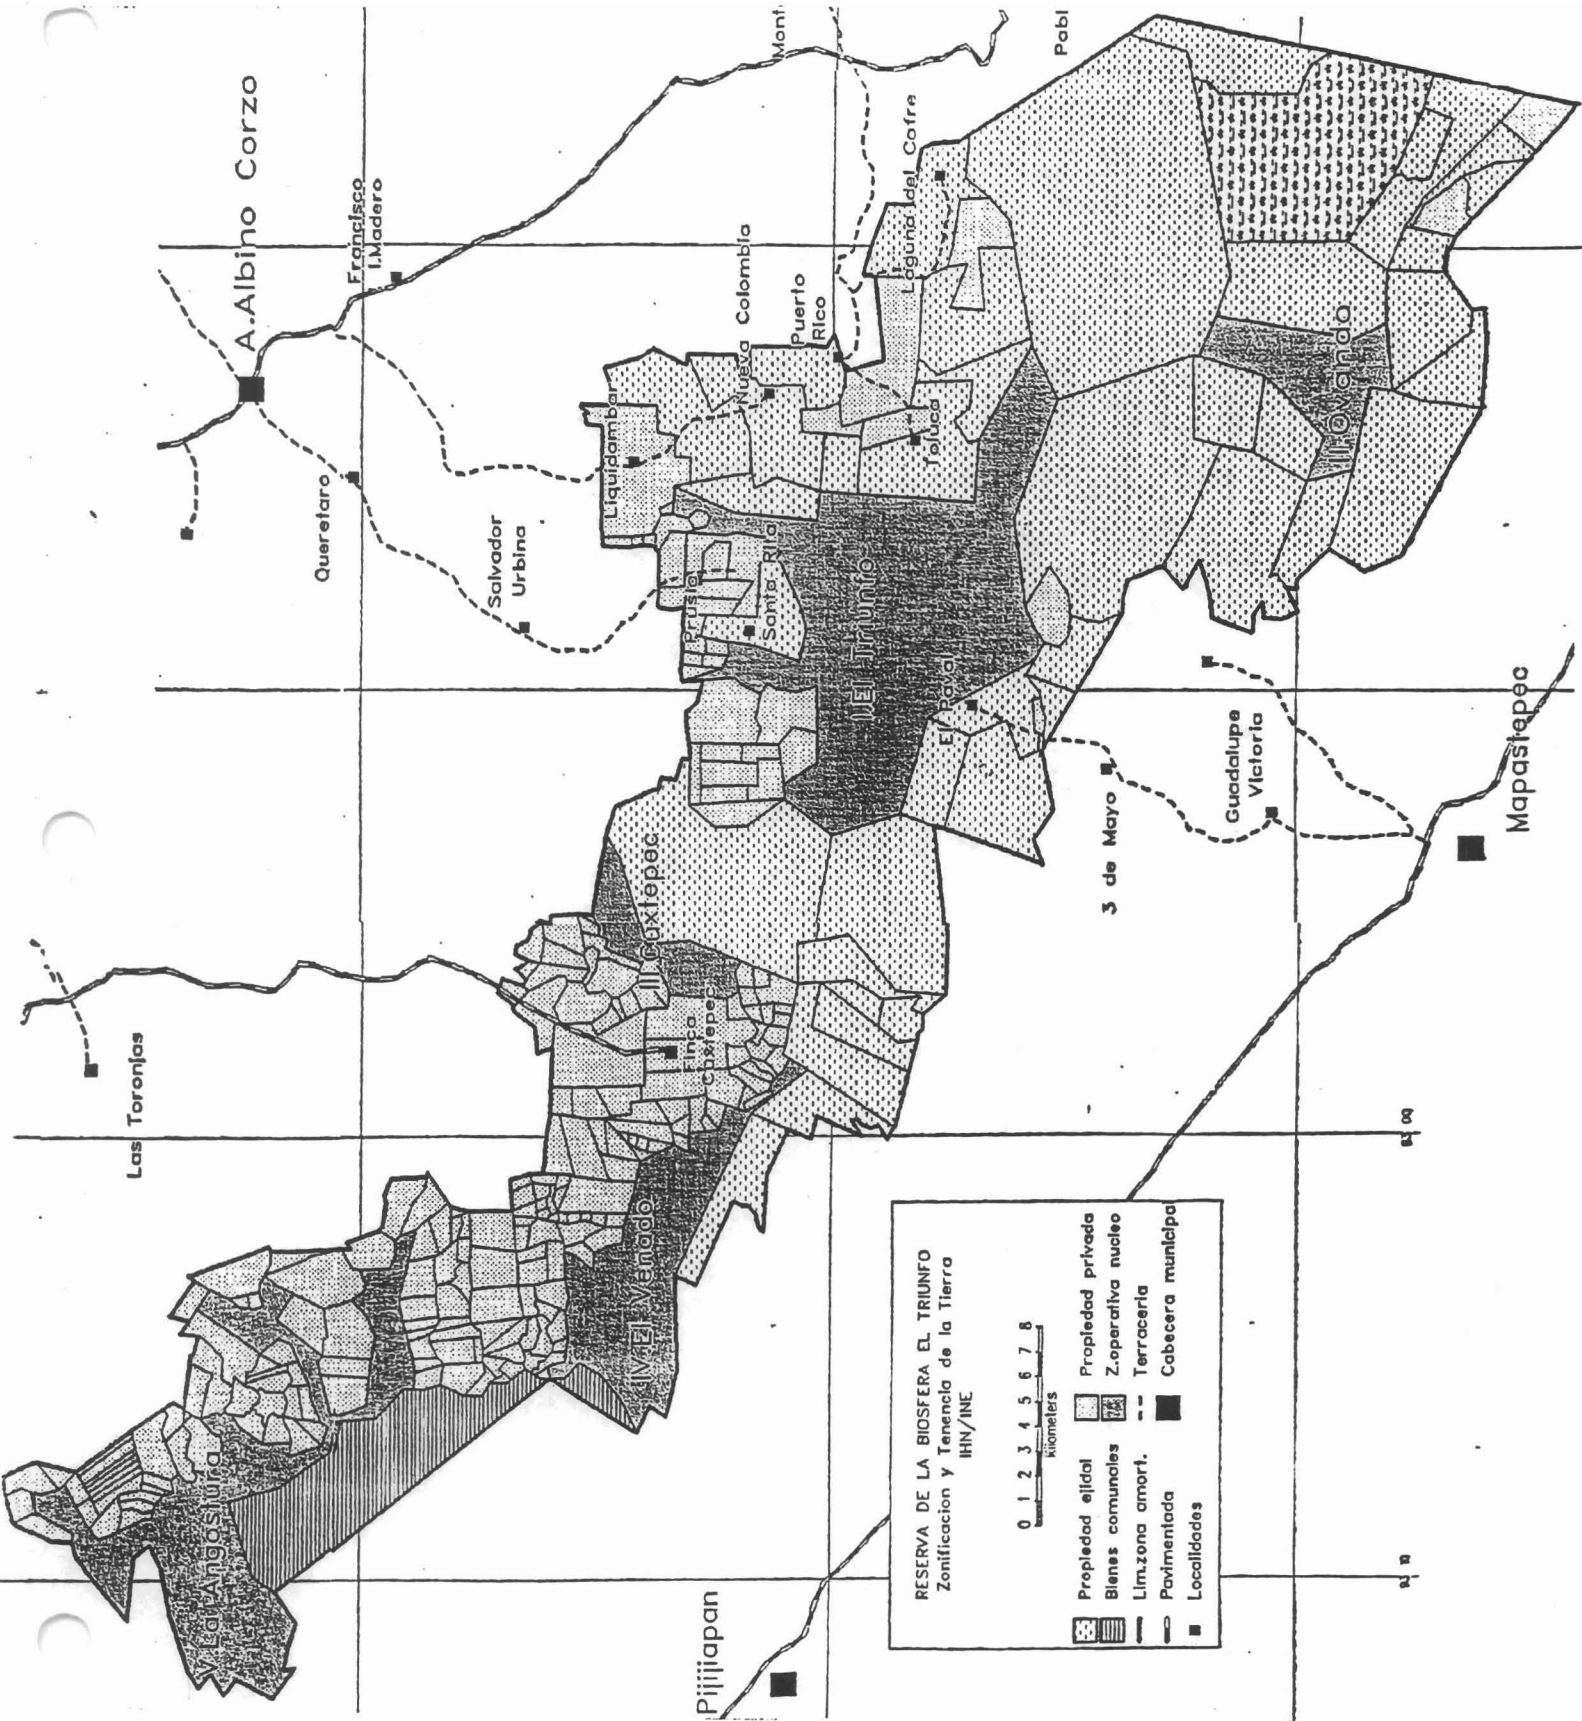 Las Toronjas
A.Albino Corzo
Francisco
I.Madero
Queretaro
Salvador
Urbina
Liquidambar
Nueva Colombia
Puerto
Rico
Laguna del Cofre
Toluca
Prusia
Santa Rita
I El Triunfo
El Paval
II Ovando
III Cuxtepec
Finca
Cuxtepec
IV El Venado
V La Angostura
3 de Mayo
Guadalupe
Victoria
Mapastepec
Pijijiapan
93 00
93 10
RESERVA DE LA BIOSFERA EL TRIUNFO
Zonificacion y Tenencia de la Tierra
IHN/INE
0 1 2 3 4 5 6 7 8
kilometers
Propiedad ejidal
Propiedad privada
Bienes comunales
Z.operativa nucleo
Lim.zona amort.
Terraceria
Pavimentada
Cabecera municipal
Localidades